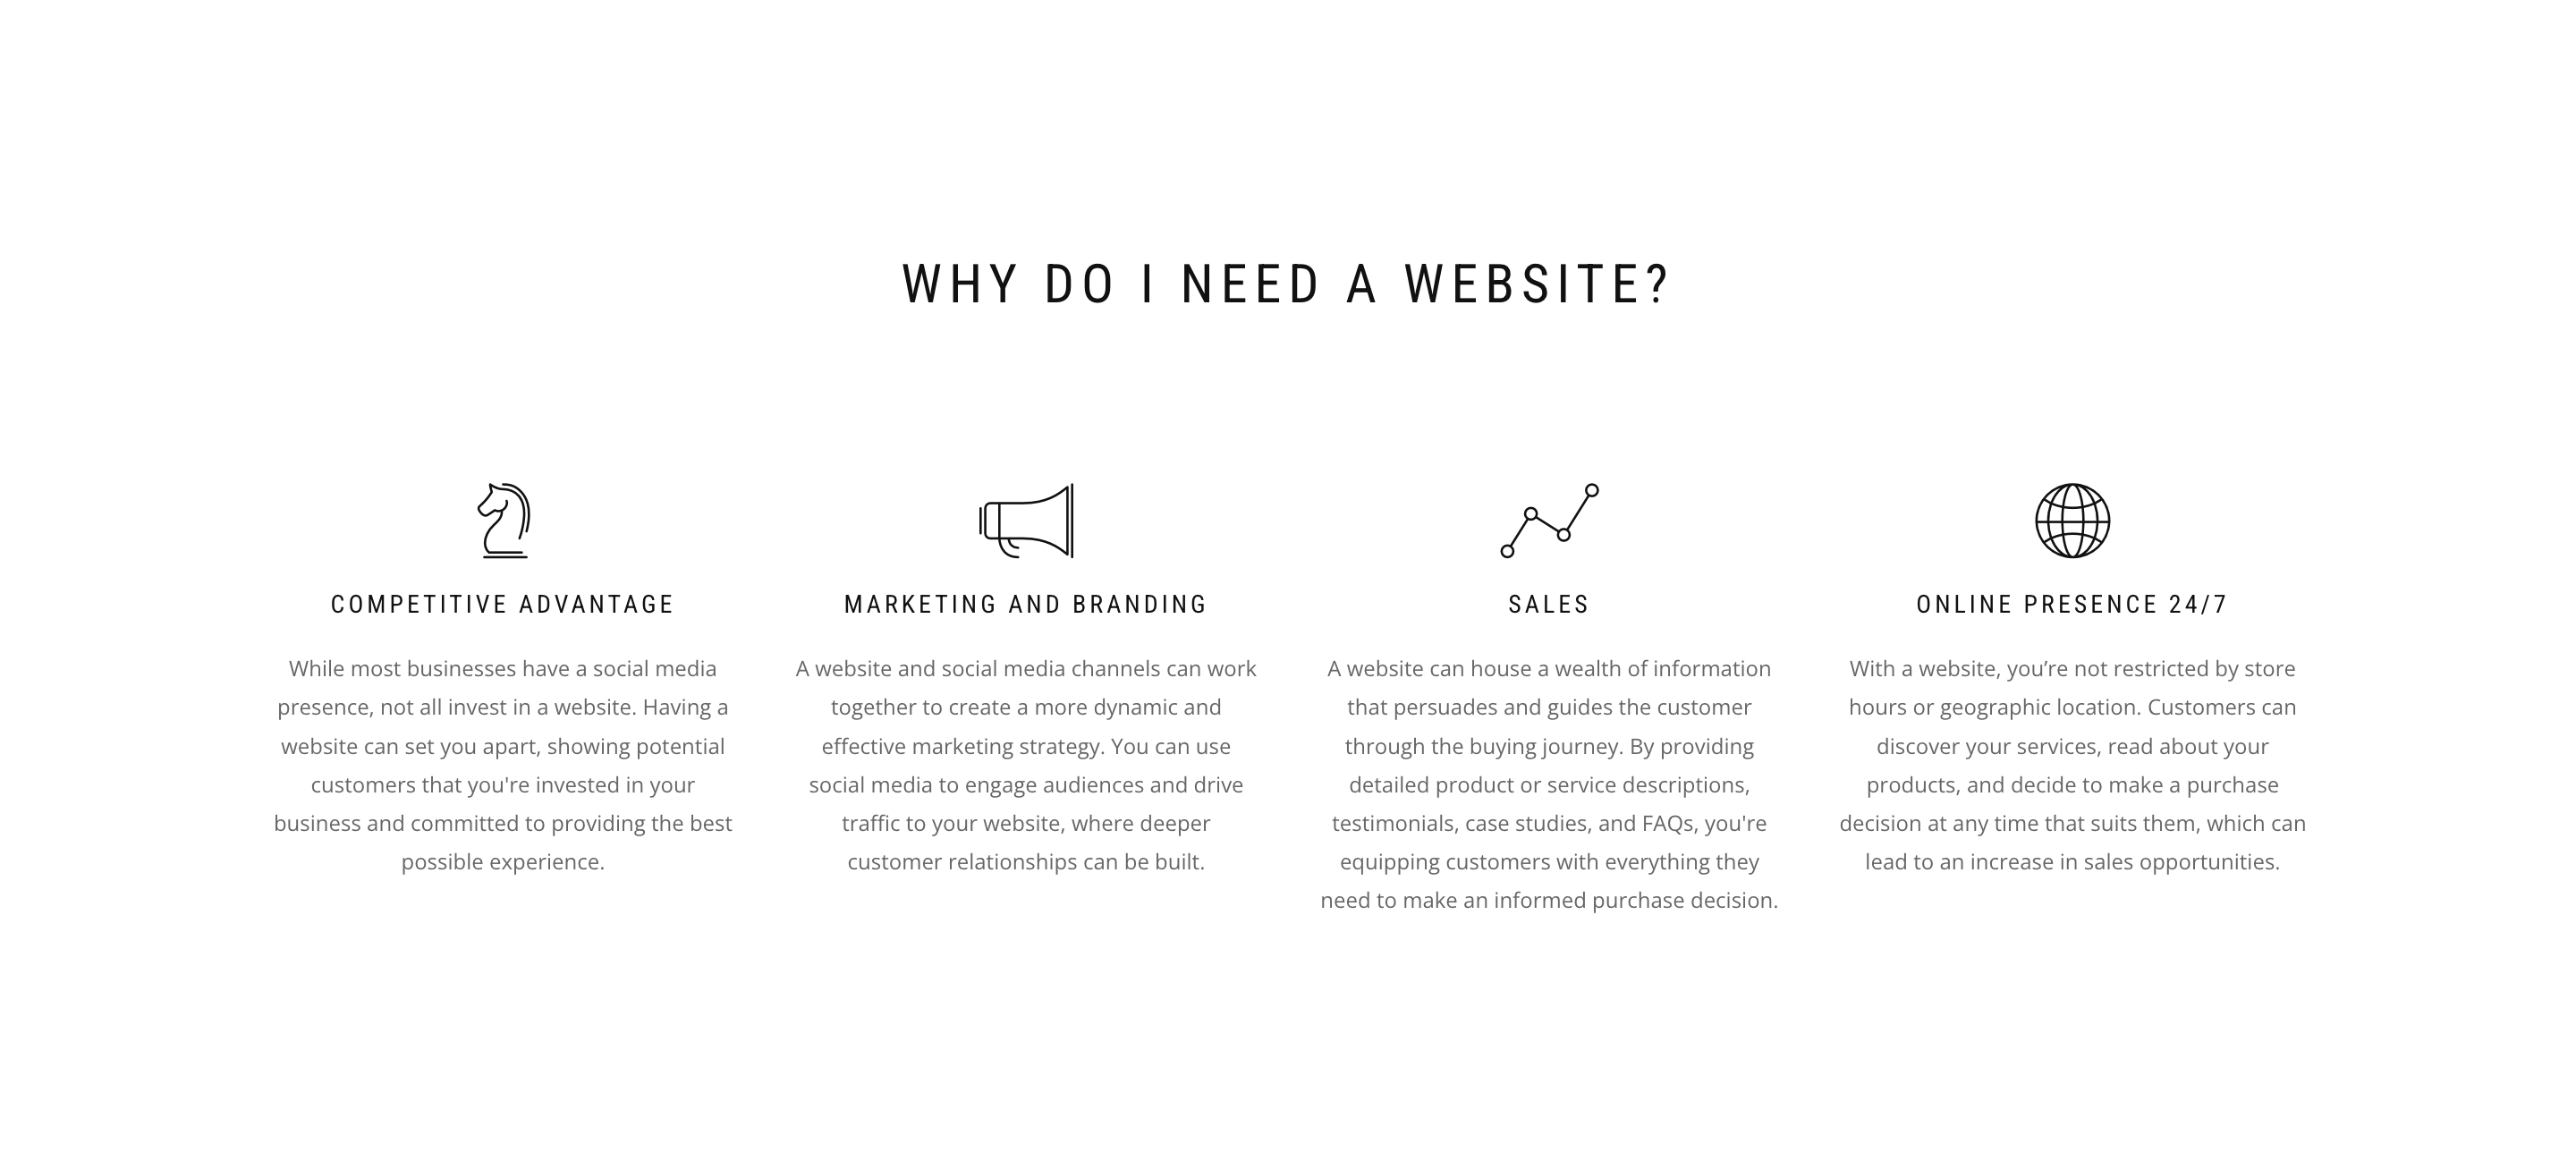 WHY DO I NEED A WEBSITE?
COMPETITIVE ADVANTAGE
While most businesses have a social media
presence, not all invest in a website. Having a
website can set you apart, showing potential
customers that you're invested in your
business and committed to providing the best
possible experience.
MARKETING AND BRANDING
A website and social media channels can work
together to create a more dynamic and
effective marketing strategy. You can use
social media to engage audiences and drive
traffic to your website, where deeper
customer relationships can be built.
SALES
A website can house a wealth of information
that persuades and guides the customer
through the buying journey. By providing
detailed product or service descriptions,
testimonials, case studies, and FAQs, you're
equipping customers with everything they
need to make an informed purchase decision.
ONLINE PRESENCE 24/7
With a website, you’re not restricted by store
hours or geographic location. Customers can
discover your services, read about your
products, and decide to make a purchase
decision at any time that suits them, which can
lead to an increase in sales opportunities.